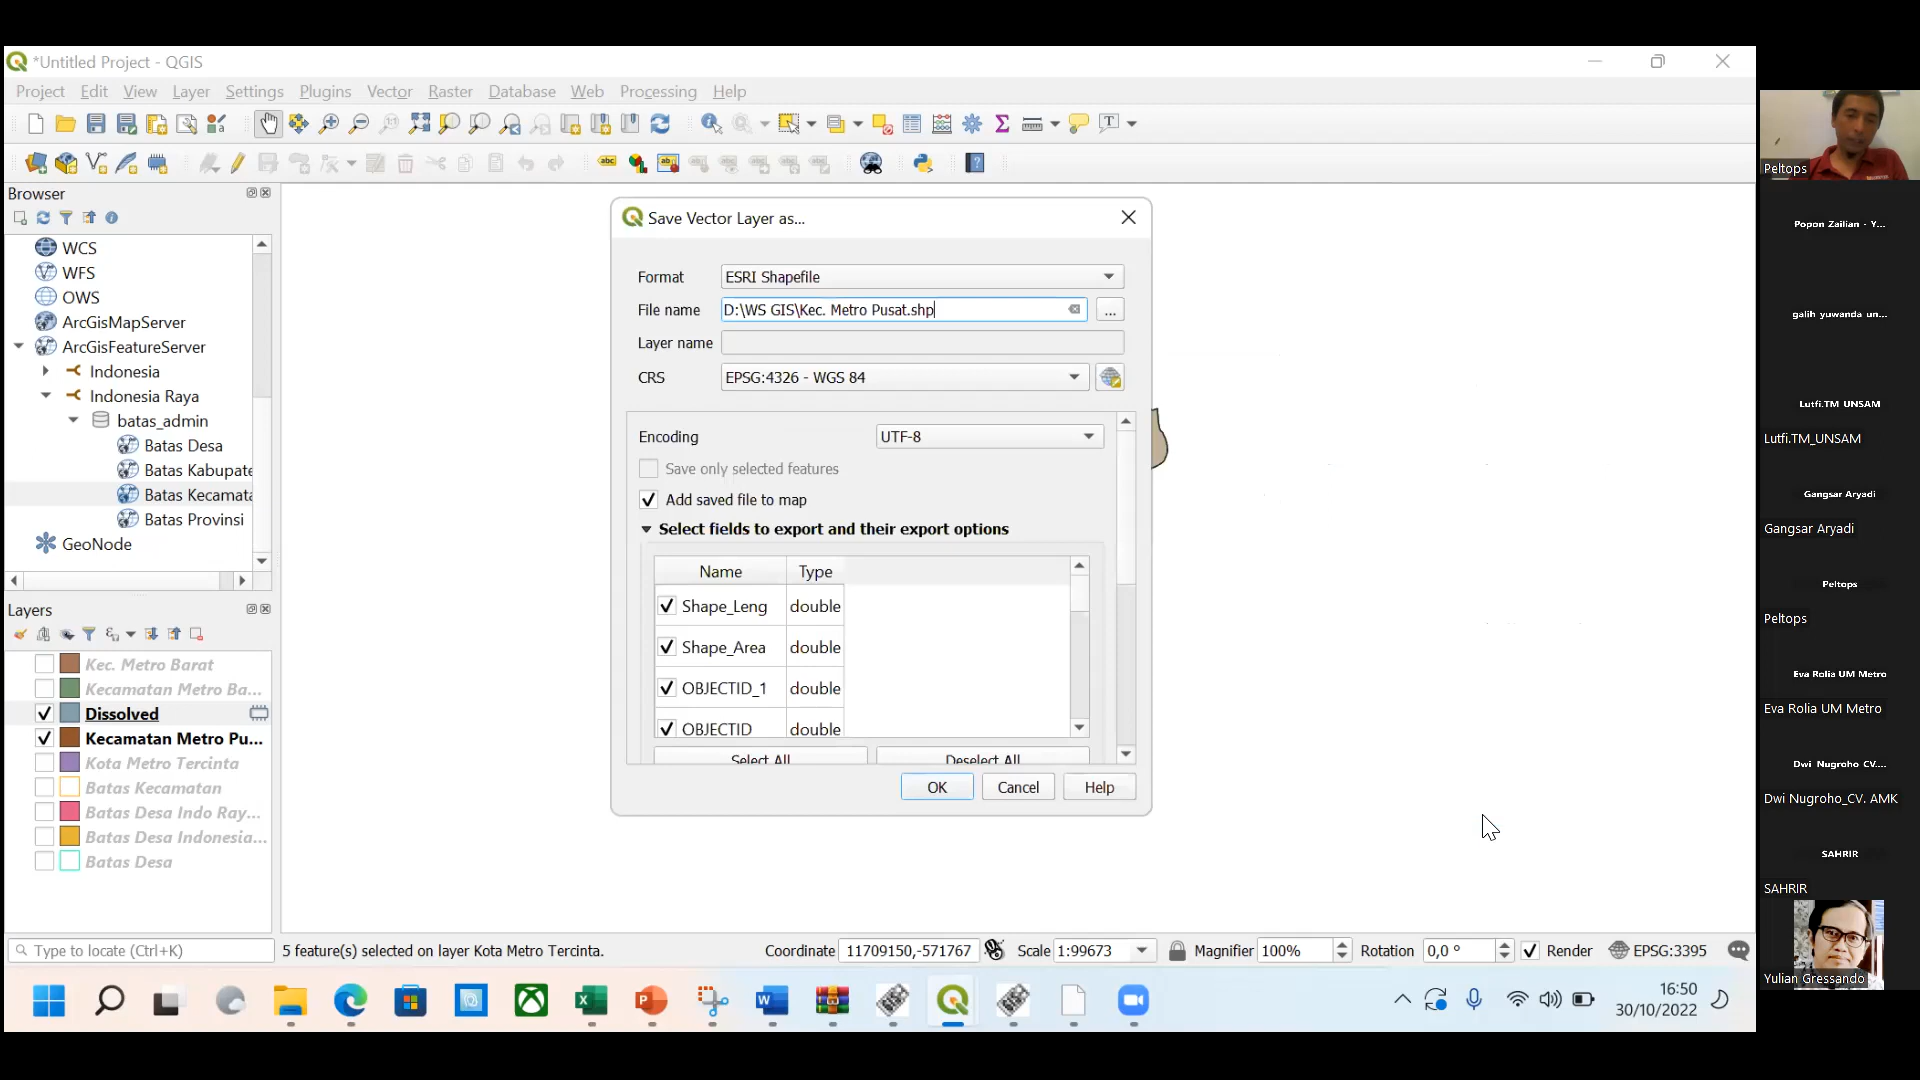 *Untitled Project - QGIS
Project Edit View Layer Settings Plugins Vector Raster Database Web Processing Help
Browser
WCS
WFS
OWS
ArcGisMapServer
ArcGisFeatureServer
Indonesia
Indonesia Raya
batas_admin
Batas Desa
Batas Kabupate
Batas Kecamata
Batas Provinsi
GeoNode
Layers
Kec. Metro Barat
Kecamatan Metro Ba...
Dissolved
Kecamatan Metro Pu...
Kota Metro Tercinta
Batas Kecamatan
Batas Desa Indo Ray...
Batas Desa Indonesia...
Batas Desa
Save Vector Layer as...
Format ESRI Shapefile
File name D:\WS GIS\Kec. Metro Pusat.shp
...
Layer name
CRS EPSG:4326 - WGS 84
Encoding UTF-8
Save only selected features
Add saved file to map
Select fields to export and their export options
Name Type
Shape_Leng double
Shape_Area double
OBJECTID_1 double
OBJECTID double
Select All Deselect All
OK Cancel Help
Type to locate (Ctrl+K) 5 feature(s) selected on layer Kota Metro Tercinta. Coordinate 11709150,-571767 Scale 1:99673 Magnifier 100% Rotation 0,0 ° Render EPSG:3395
16:50
30/10/2022
Peltops
Popon Zailian - Y...
galih yuwanda un...
Lutfi.TM UNSAM
Lutfi.TM_UNSAM
Gangsar Aryadi
Gangsar Aryadi
Peltops
Peltops
Eva Rolia UM Metro
Eva Rolia UM Metro
Dwi Nugroho CV....
Dwi Nugroho_CV. AMK
SAHRIR
SAHRIR
Yulian Gressando